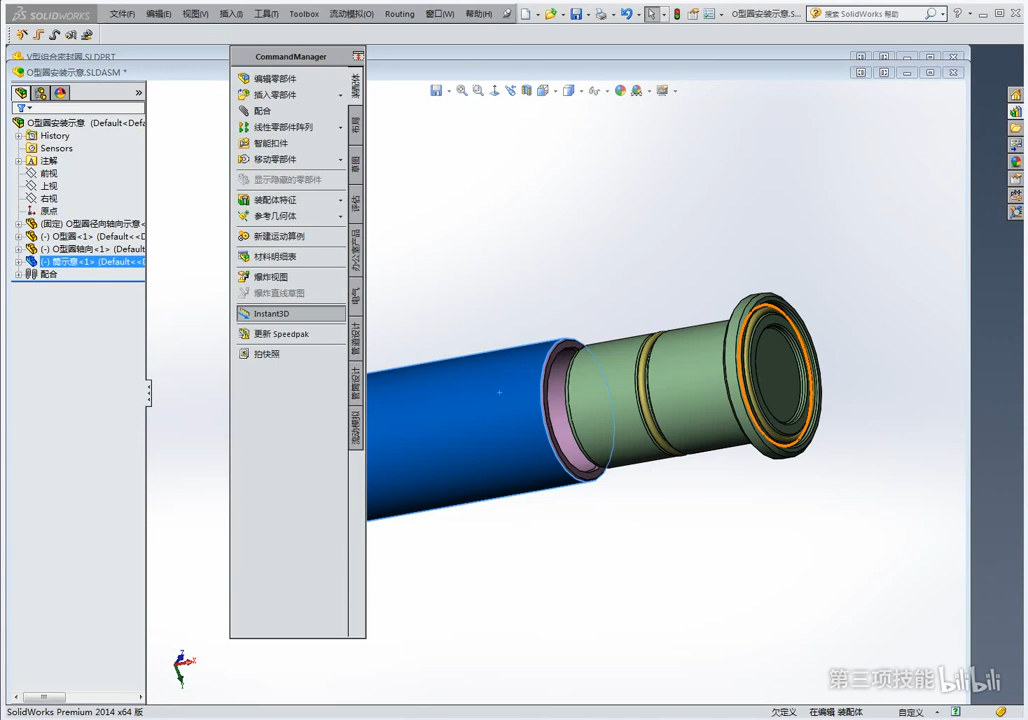 SOLIDWORKS
文件(F) 编辑(E) 视图(V) 插入(I) 工具(T) Toolbox 流动模拟(O) Routing 窗口(W) 帮助(H)
O型圆安装示意.S...
搜索 SolidWorks 帮助
V型组合密封圆.SLDPRT
O型圆安装示意.SLDASM *
O型圆安装示意 (Default<Defa
History
Sensors
注解
前视
上视
右视
原点
(固定) O型圆径向轴向示意<
(-) O型圆<1> (Default<<D
(-) O型圆轴向<1> (Default
(-) 筒示意<1> (Default<<D
配合
CommandManager
编辑零部件
插入零部件
配合
线性零部件阵列
智能扣件
移动零部件
显示隐藏的零部件
装配体特征
参考几何体
新建运动算例
材料明细表
爆炸视图
爆炸直线草图
Instant3D
更新 Speedpak
拍快照
装配体
布局
草图
评估
办公室产品
电气
管道设计
管筒设计
流动模拟
第三项技能 bilibili
SolidWorks Premium 2014 x64 版
欠定义 在编辑 装配体 自定义